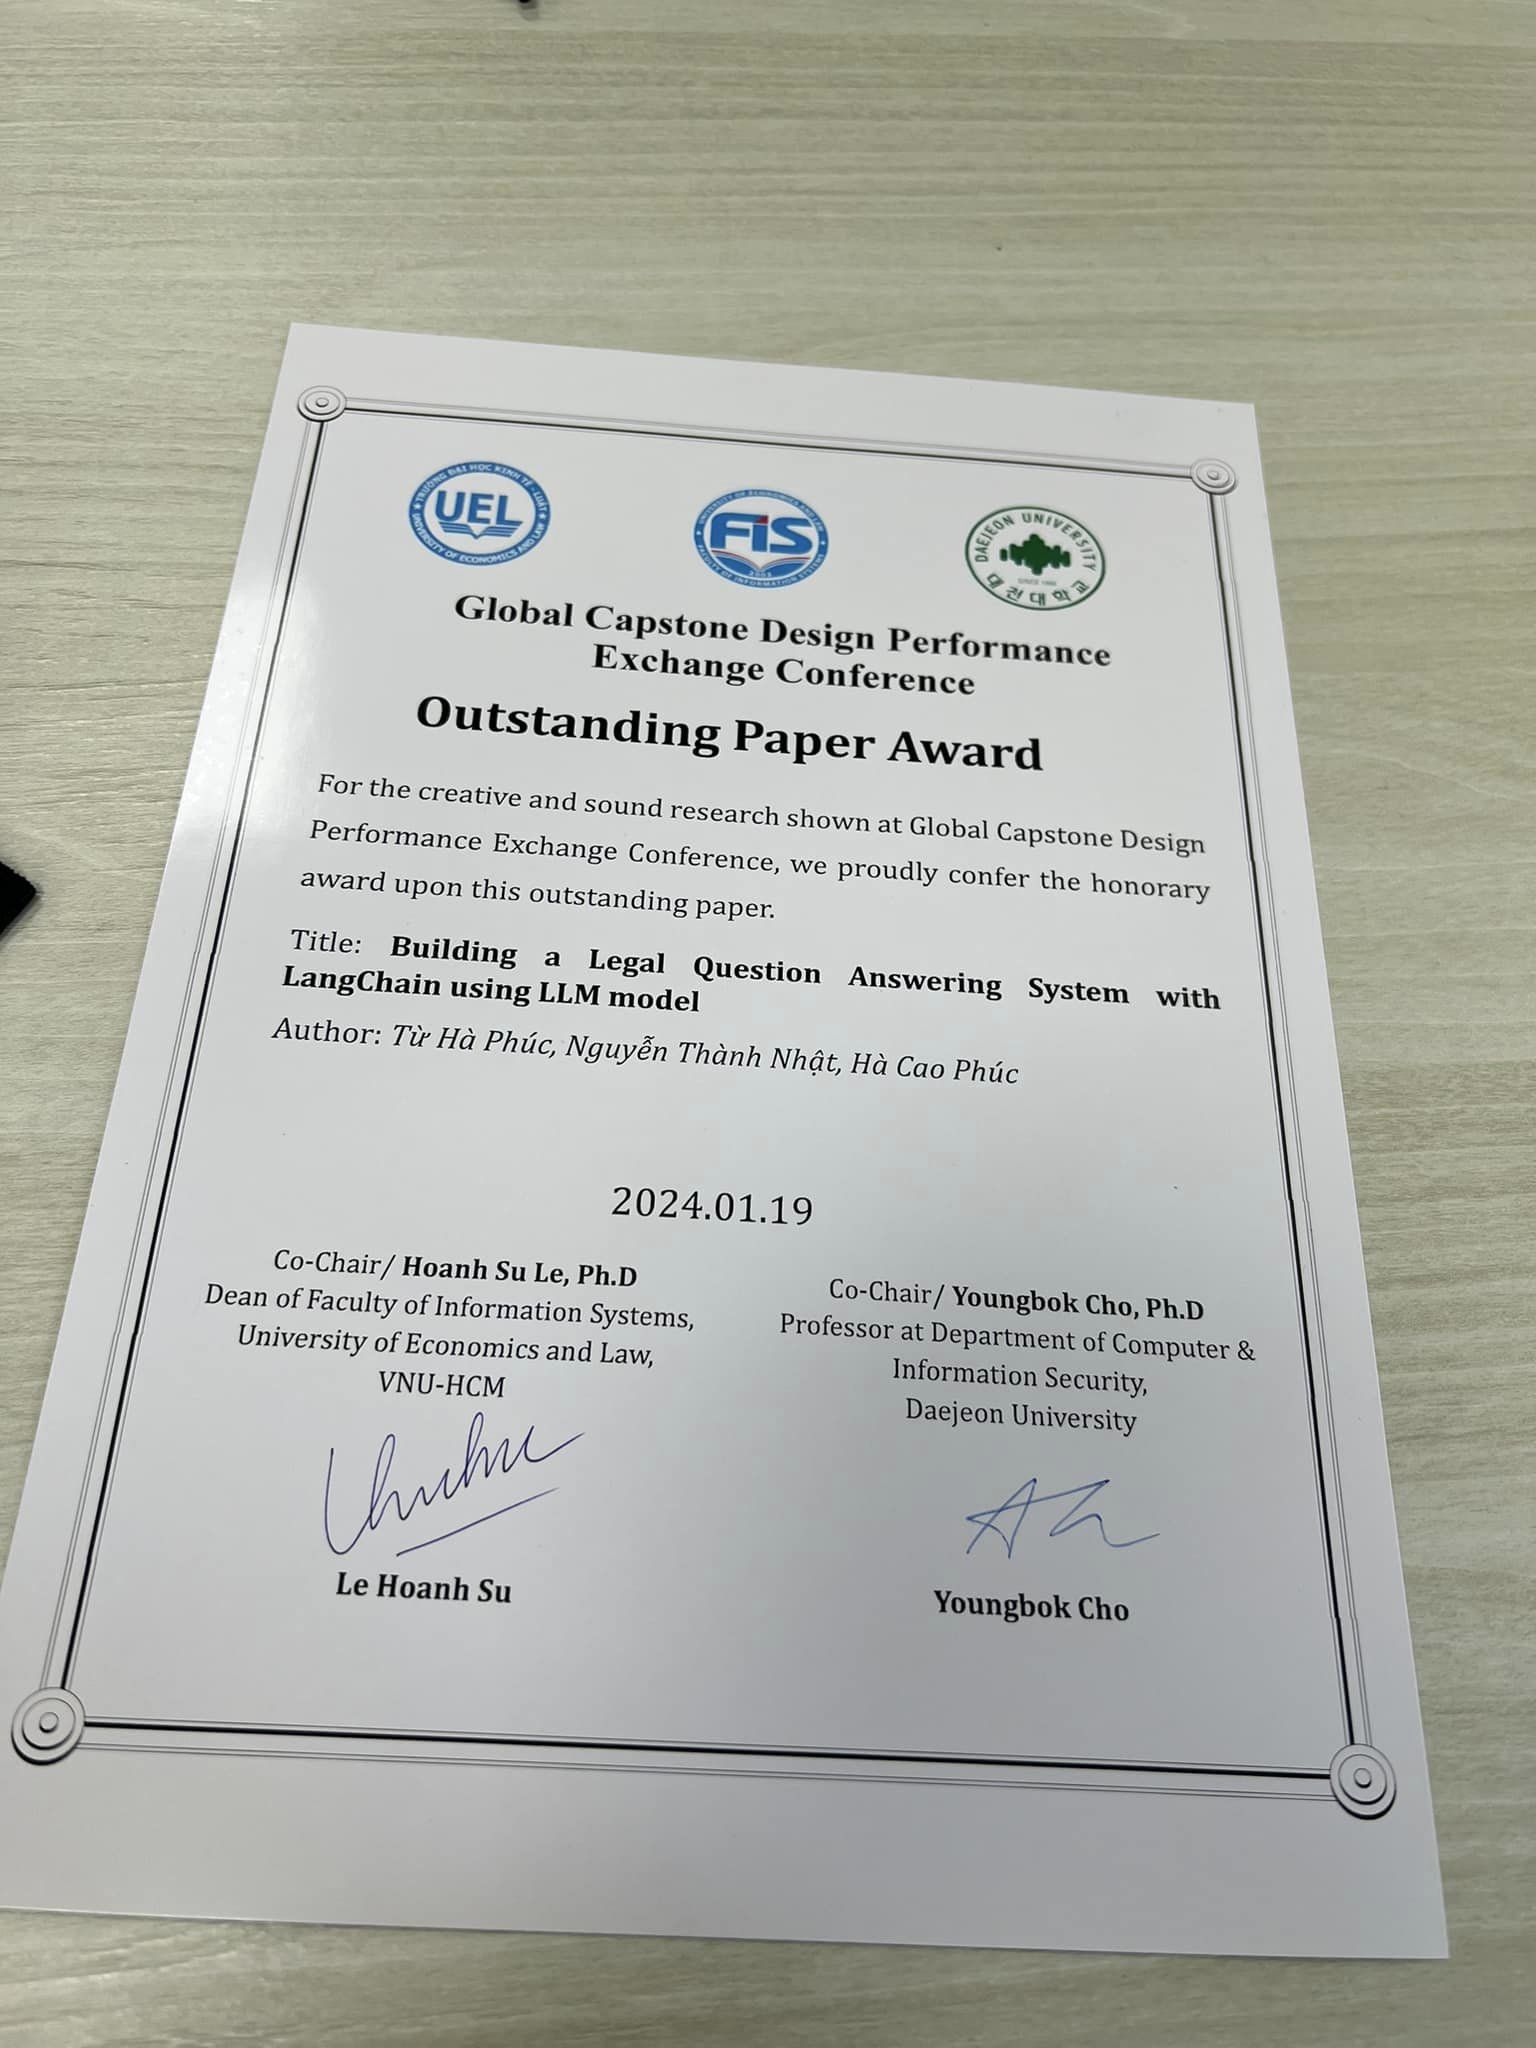 TRƯỜNG ĐẠI HỌC KINH TẾ - LUẬT
UEL
UNIVERSITY OF ECONOMICS AND LAW
UNIVERSITY OF ECONOMICS AND LAW
FIS
2003
FACULTY OF INFORMATION SYSTEMS
DAEJEON UNIVERSITY
대전대학교
Global Capstone Design Performance
Exchange Conference
Outstanding Paper Award
For the creative and sound research shown at Global Capstone Design
Performance Exchange Conference, we proudly confer the honorary
award upon this outstanding paper.
Title: Building a Legal Question Answering System with
LangChain using LLM model
Author: Từ Hà Phúc, Nguyễn Thành Nhật, Hà Cao Phúc
2024.01.19
Co-Chair/ Hoanh Su Le, Ph.D
Dean of Faculty of Information Systems,
University of Economics and Law,
VNU-HCM
Le Hoanh Su
Co-Chair/ Youngbok Cho, Ph.D
Professor at Department of Computer &
Information Security,
Daejeon University
Youngbok Cho